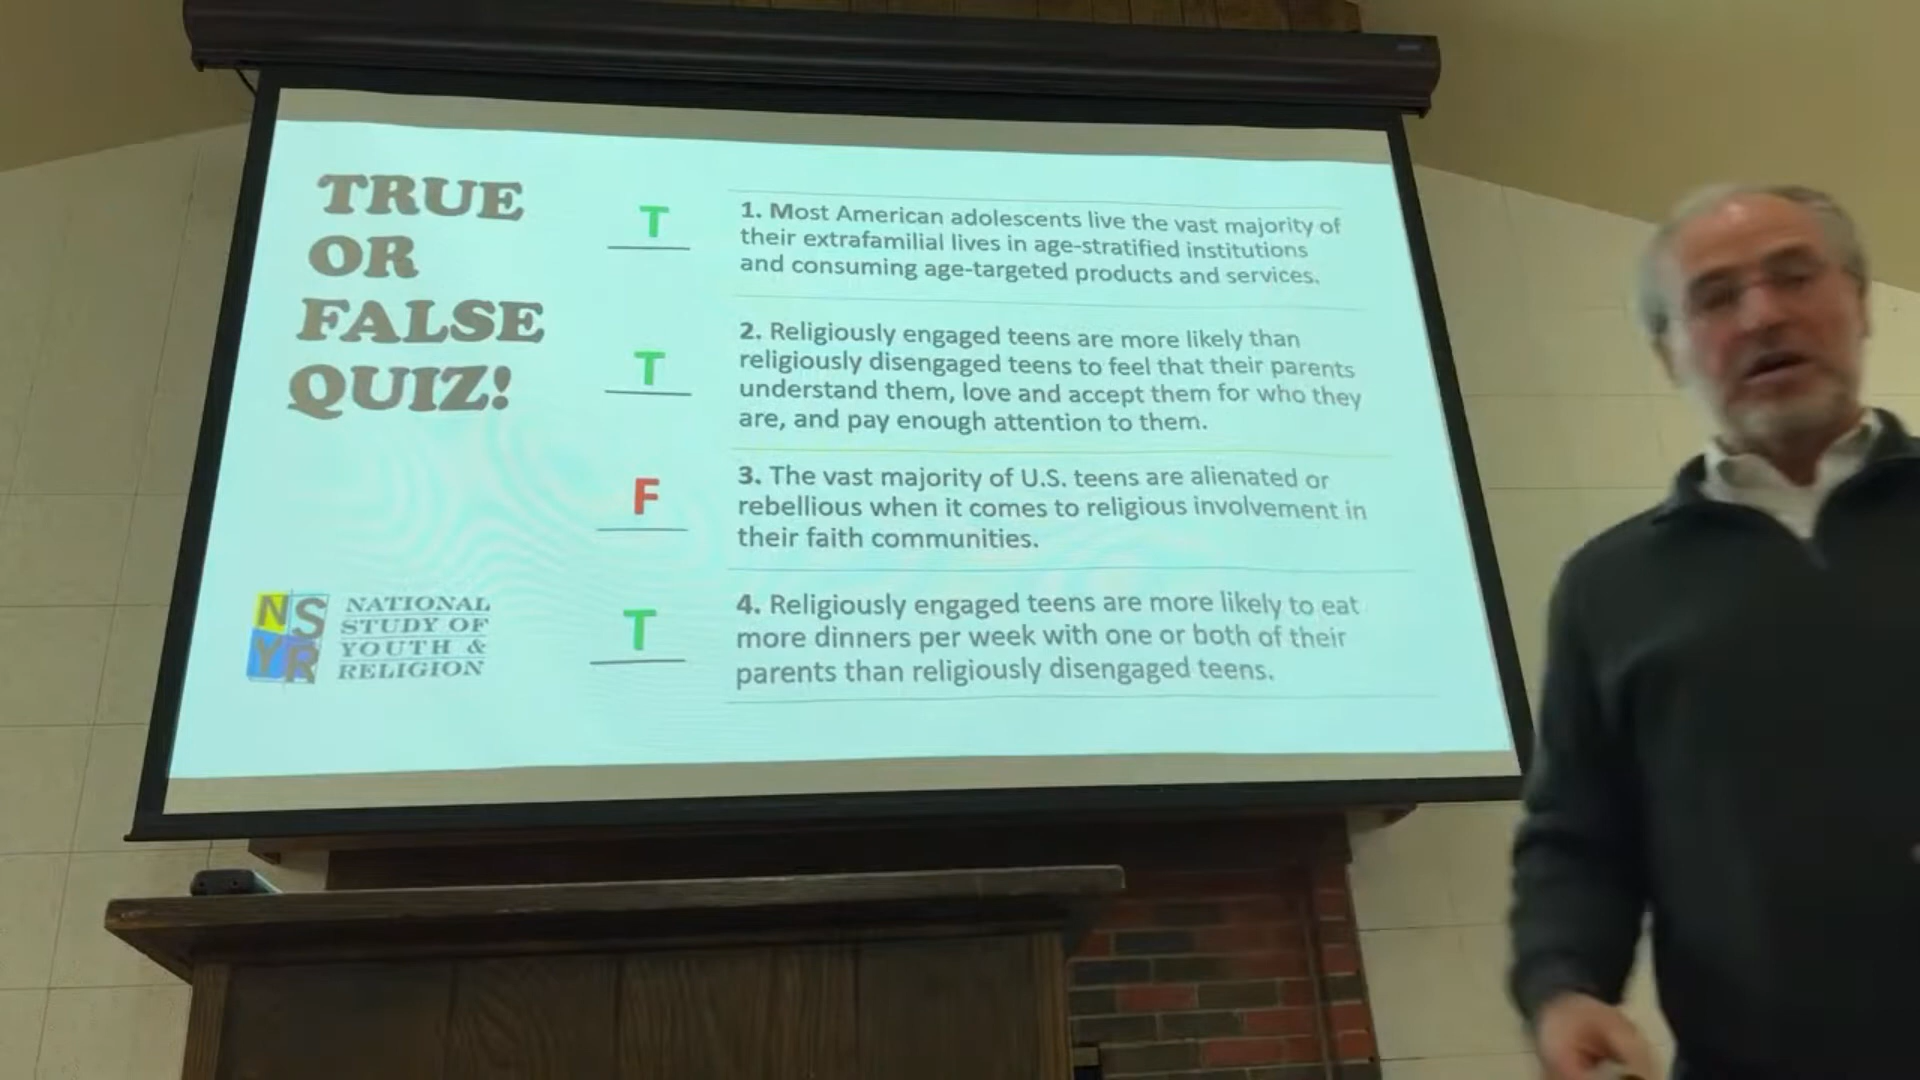 TRUE
OR
FALSE
QUIZ!
T
1. Most American adolescents live the vast majority of
their extrafamilial lives in age-stratified institutions
and consuming age-targeted products and services.
T
2. Religiously engaged teens are more likely than
religiously disengaged teens to feel that their parents
understand them, love and accept them for who they
are, and pay enough attention to them.
F
3. The vast majority of U.S. teens are alienated or
rebellious when it comes to religious involvement in
their faith communities.
T
4. Religiously engaged teens are more likely to eat
more dinners per week with one or both of their
parents than religiously disengaged teens.
NS
YR
NATIONAL
STUDY OF
YOUTH &
RELIGION